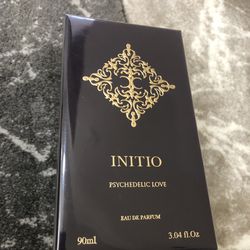 INITIO
PSYCHEDELIC LOVE
EAU DE PARFUM
90ml 3.04 fl.Oz